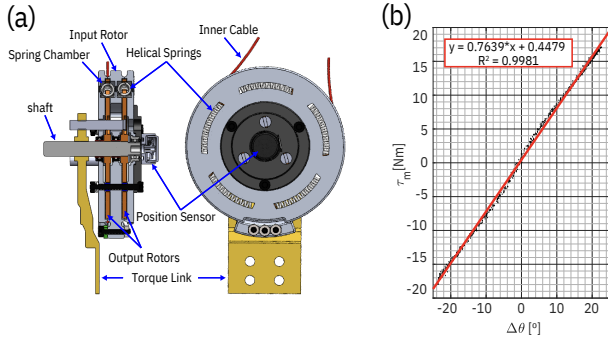 (a)
Input Rotor
Inner Cable
Spring Chamber
Helical Springs
shaft
Position Sensor
Output Rotors
Torque Link
(b)
y = 0.7639*x + 0.4479
R² = 0.9981
τm[Nm]
20
15
10
5
0
-5
-10
-15
-20
-20
-10
0
10
20
Δθ [º]